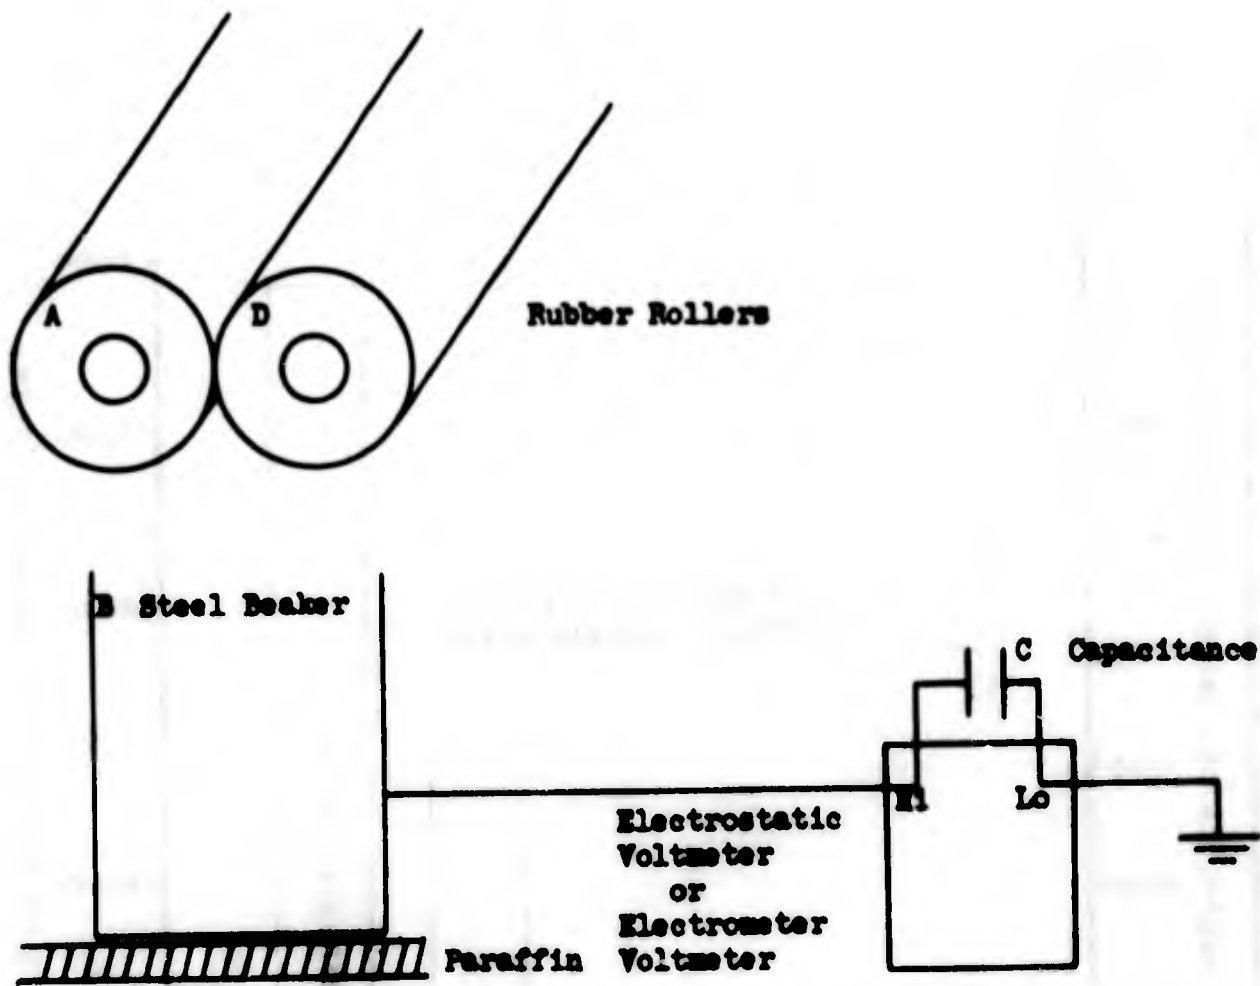 A
D
Rubber Rollers
B Steel Beaker
C Capacitance
Hi
Lo
Electrostatic
Voltmeter
or
Electrometer
Voltmeter
Paraffin